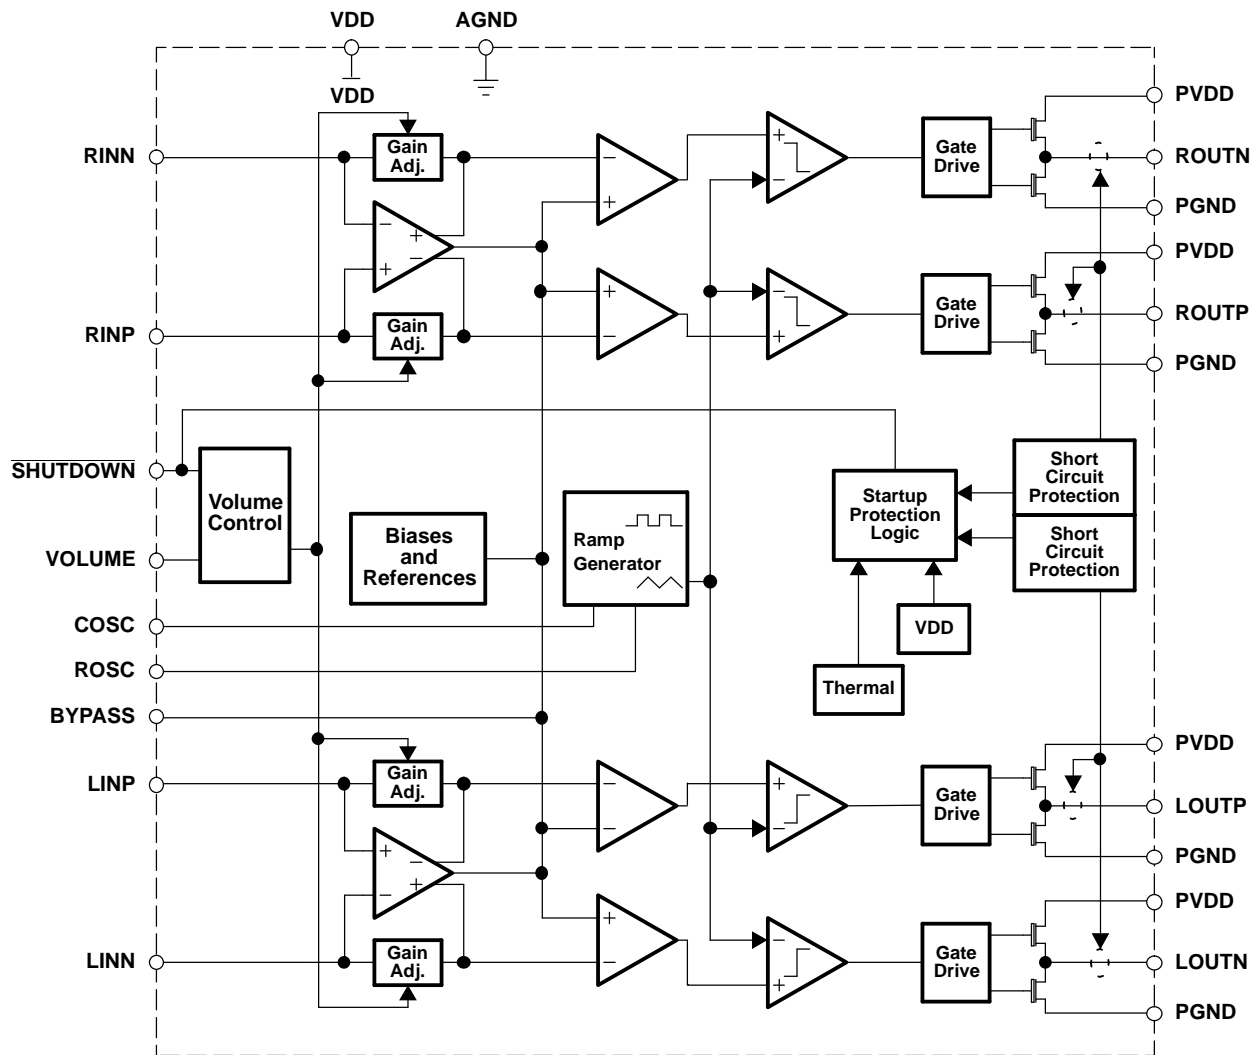 VDD AGND
VDD
PVDD
RINN
Gain
Adj.
−
+
+
−
Gate
Drive
ROUTN
PGND
−
+
+
−
PVDD
RINP
Gain
Adj.
+
−
−
+
Gate
Drive
ROUTP
PGND
SHUTDOWN
VOLUME
Volume
Control
Biases
and
References
Ramp
Generator
Startup
Protection
Logic
Short
Circuit
Protection
Short
Circuit
Protection
COSC
VDD
ROSC
Thermal
BYPASS
PVDD
LINP
Gain
Adj.
−
−
+
−
Gate
Drive
LOUTP
PGND
+
−
−
+
PVDD
LINN
Gain
Adj.
+
−
−
+
Gate
Drive
LOUTN
PGND